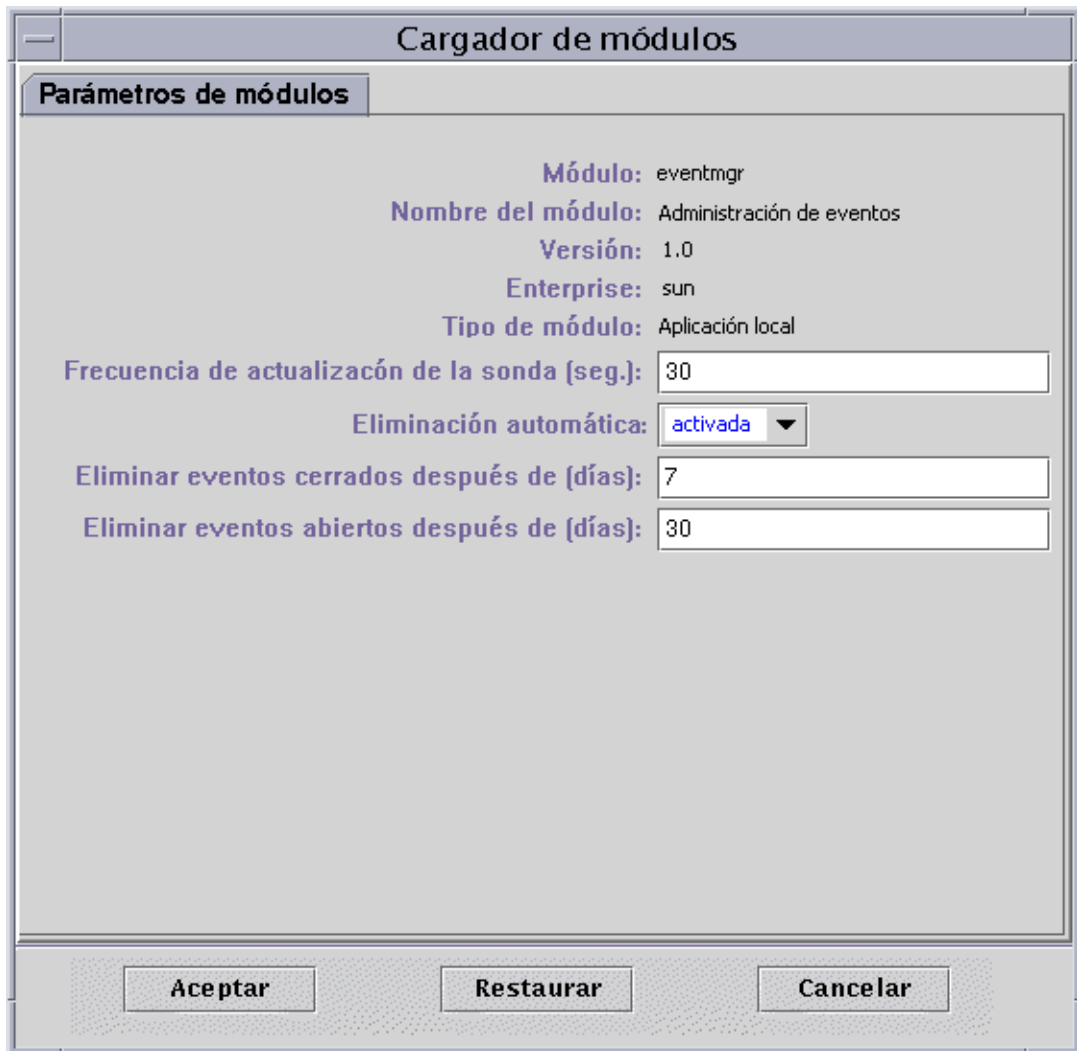 Cargador de módulos
Parámetros de módulos
Módulo: eventmgr
Nombre del módulo: Administración de eventos
Versión: 1.0
Enterprise: sun
Tipo de módulo: Aplicación local
Frecuencia de actualizacón de la sonda (seg.): 30
Eliminación automática: activada
Eliminar eventos cerrados después de (días): 7
Eliminar eventos abiertos después de (días): 30
Aceptar Restaurar Cancelar